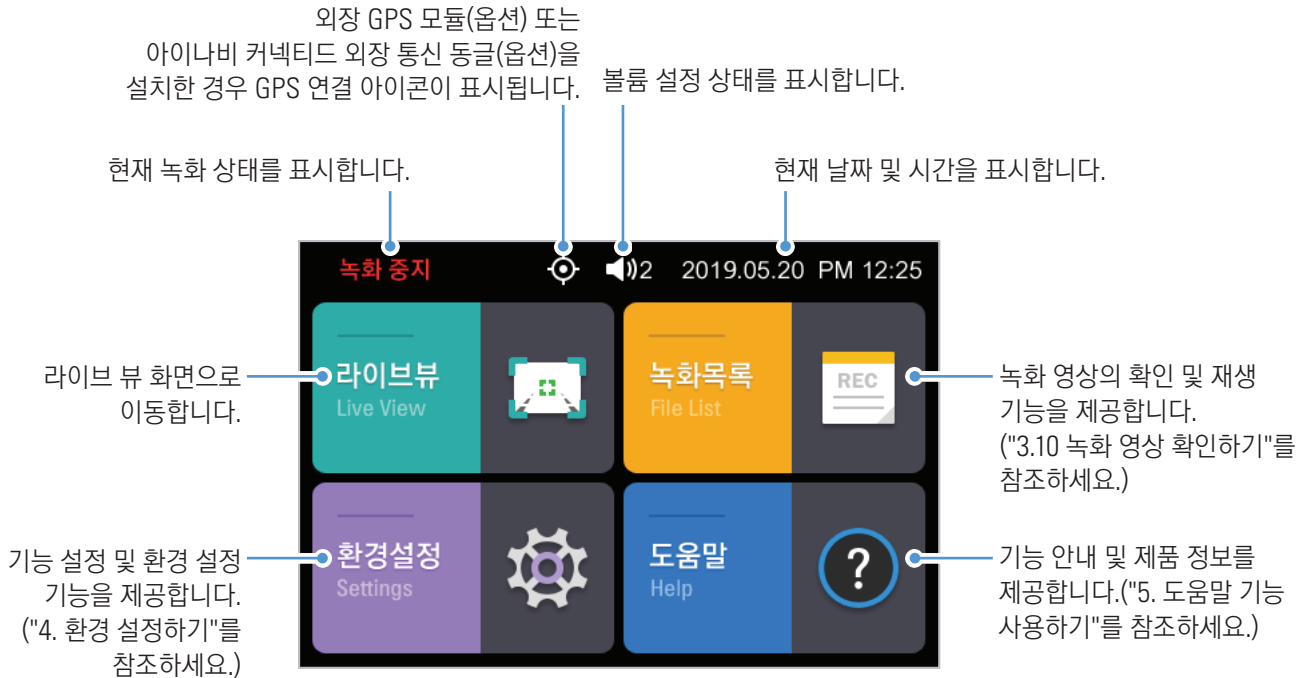 외장 GPS 모듈(옵션) 또는
아이나비 커넥티드 외장 통신 동글(옵션)을
설치한 경우 GPS 연결 아이콘이 표시됩니다.
볼륨 설정 상태를 표시합니다.
현재 녹화 상태를 표시합니다.
현재 날짜 및 시간을 표시합니다.
녹화 중지
2
2019.05.20 PM 12:25
라이브 뷰 화면으로
이동합니다.
라이브뷰
Live View
녹화목록
File List
REC
녹화 영상의 확인 및 재생
기능을 제공합니다.
("3.10 녹화 영상 확인하기"를
참조하세요.)
기능 설정 및 환경 설정
기능을 제공합니다.
("4. 환경 설정하기"를
참조하세요.)
환경설정
Settings
도움말
Help
?
기능 안내 및 제품 정보를
제공합니다.("5. 도움말 기능
사용하기"를 참조하세요.)